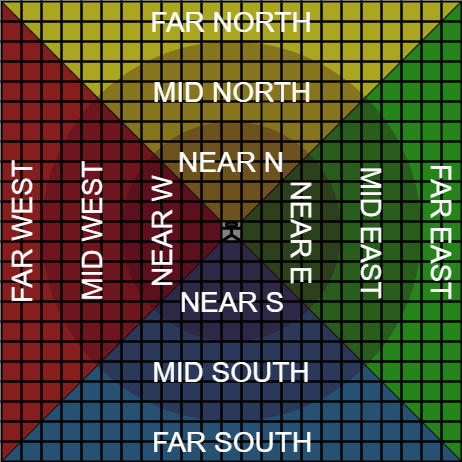 FAR NORTH
MID NORTH
NEAR N
FAR WEST
MID WEST
NEAR W
NEAR E
MID EAST
FAR EAST
NEAR S
MID SOUTH
FAR SOUTH